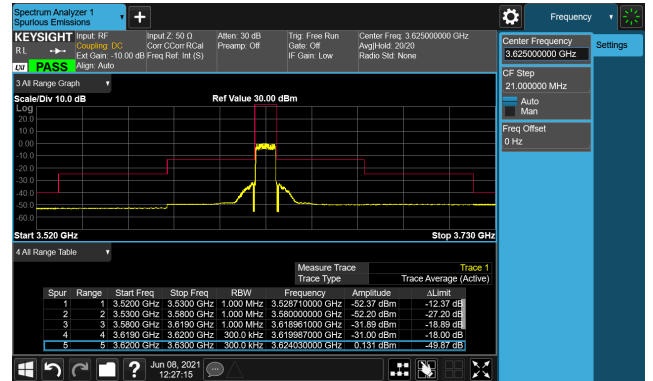 Spectrum Analyzer 1
Spurious Emissions
Frequency
KEYSIGHT Input: RF Input Z: 50 Ω Atten: 30 dB Trig: Free Run Center Freq: 3.625000000 GHz
RL Coupling: DC Corr CCorr RCal Preamp: Off Gate: Off Avg|Hold: 20/20
Ext Gain: -10.00 dB Freq Ref: Int (S) IF Gain: Low Radio Std: None
LXI PASS Align: Auto
Center Frequency
3.625000000 GHz
Settings
CF Step
21.000000 MHz
Auto
Man
Freq Offset
0 Hz
3 All Range Graph
Scale/Div 10.0 dB Ref Value 30.00 dBm
Log
20.0
10.0
0.00
-10.0
-20.0
-30.0
-40.0
-50.0
-60.0
Start 3.520 GHz Stop 3.730 GHz
4 All Range Table
Measure Trace Trace 1
Trace Type Trace Average (Active)
Spur Range Start Freq Stop Freq RBW Frequency Amplitude ΔLimit
1 1 3.5200 GHz 3.5300 GHz 1.000 MHz 3.528710000 GHz -52.37 dBm -12.37 dB
2 2 3.5300 GHz 3.5800 GHz 1.000 MHz 3.580000000 GHz -52.20 dBm -27.20 dB
3 3 3.5800 GHz 3.6190 GHz 1.000 MHz 3.618961000 GHz -31.89 dBm -18.89 dB
4 4 3.6190 GHz 3.6200 GHz 300.0 kHz 3.619987000 GHz -31.00 dBm -18.00 dB
5 5 3.6200 GHz 3.6300 GHz 300.0 kHz 3.624030000 GHz 0.131 dBm -49.87 dB
Jun 08, 2021
12:27:15